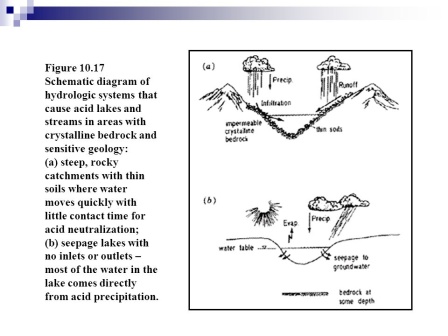 Figure 10.17
Schematic diagram of
hydrologic systems that
cause acid lakes and
streams in areas with
crystalline bedrock and
sensitive geology:
(a) steep, rocky
catchments with thin
soils where water
moves quickly with
little contact time for
acid neutralization;
(b) seepage lakes with
no inlets or outlets –
most of the water in the
lake comes directly
from acid precipitation.
(a)
Precip.
Runoff
Infiltration
impermeable
crystalline
bedrock
thin soils
(b)
Evap.
Precip.
water table
seepage to
groundwater
bedrock at
some depth